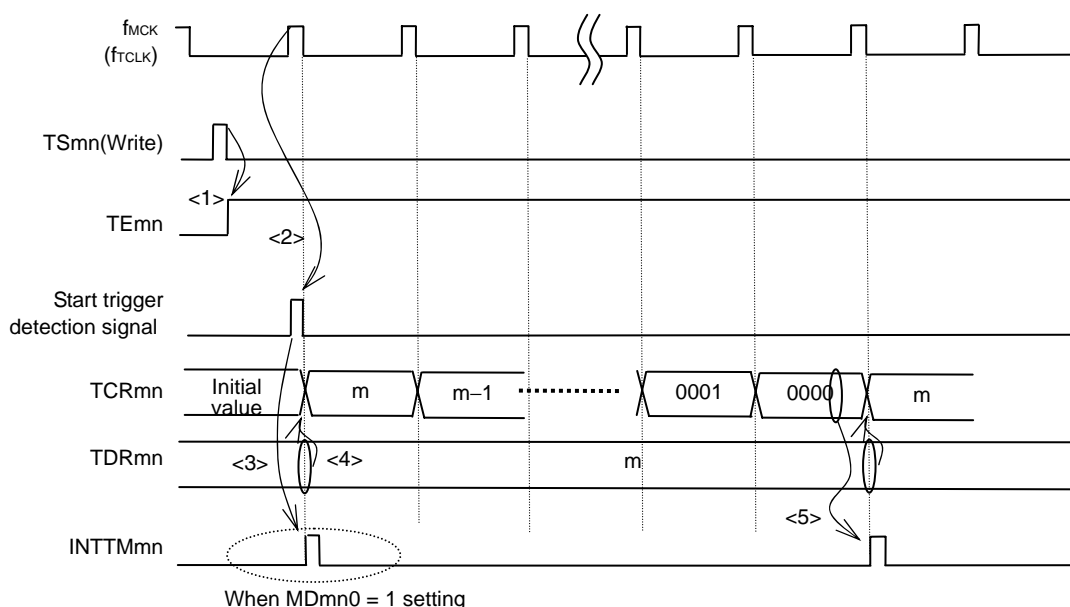 fMCK
(fTCLK)
TSmn(Write)
<1>
TEmn
<2>
Start trigger
detection signal
TCRmn
Initial
value
m
m−1
0001
0000
m
TDRmn
<3>
<4>
m
<5>
INTTMmn
When MDmn0 = 1 setting